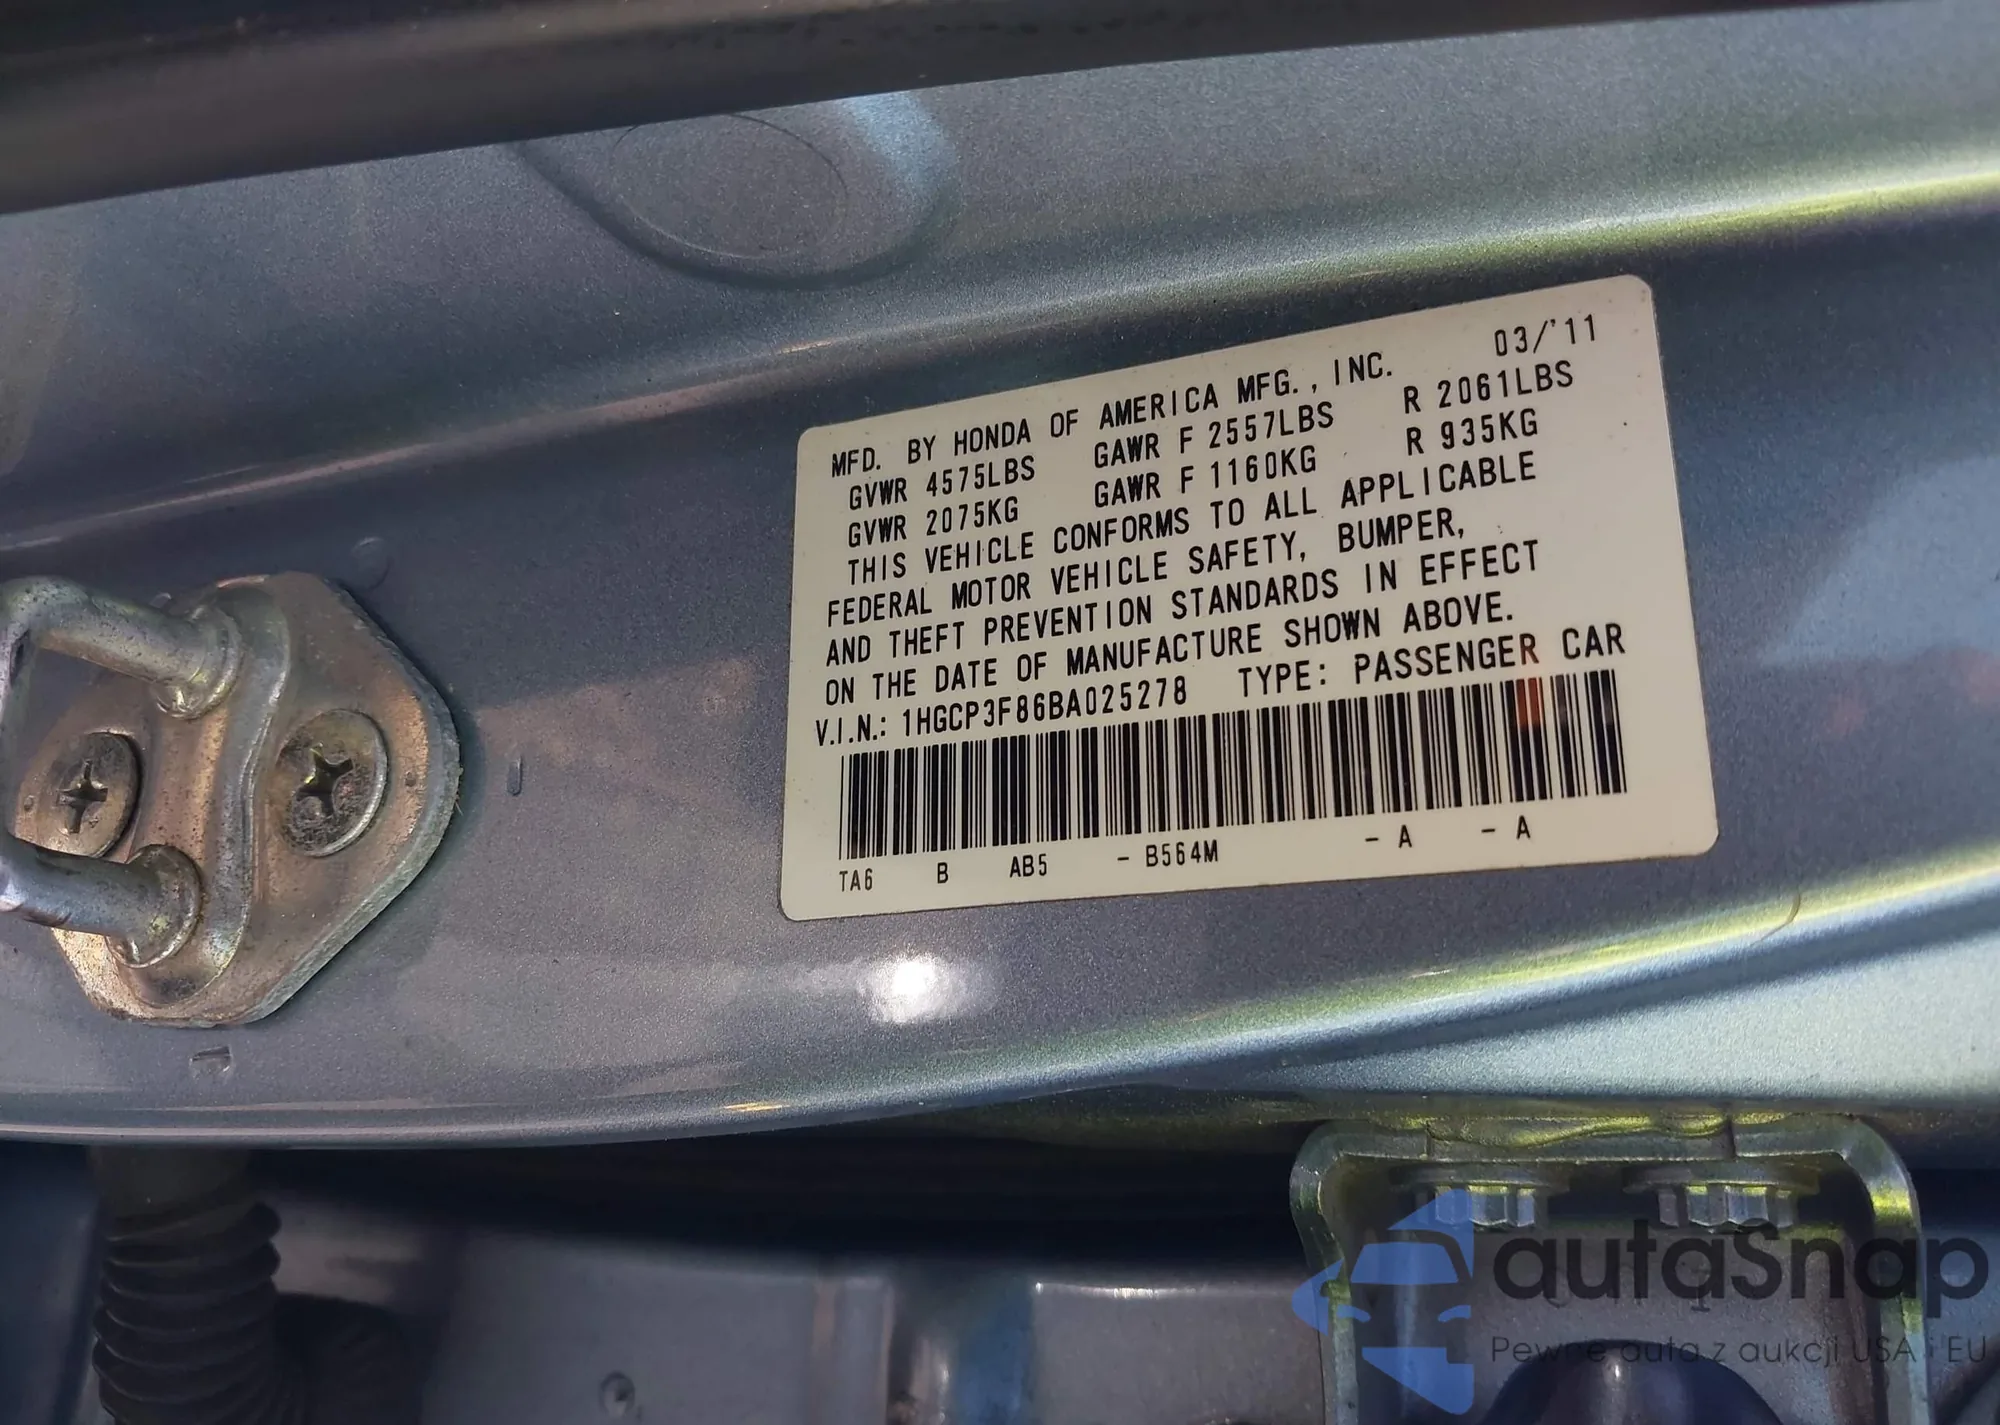 MFD. BY HONDA OF AMERICA MFG., INC. 03/'11
GVWR 4575LBS GAWR F 2557LBS R 2061LBS
GVWR 2075KG GAWR F 1160KG R 935KG
THIS VEHICLE CONFORMS TO ALL APPLICABLE
FEDERAL MOTOR VEHICLE SAFETY, BUMPER,
AND THEFT PREVENTION STANDARDS IN EFFECT
ON THE DATE OF MANUFACTURE SHOWN ABOVE.
V.I.N.: 1HGCP3F86BA025278 TYPE: PASSENGER CAR
TA6 B AB5 - B564M - A - A
autaSnap
Pewne auta z aukcji USA i EU